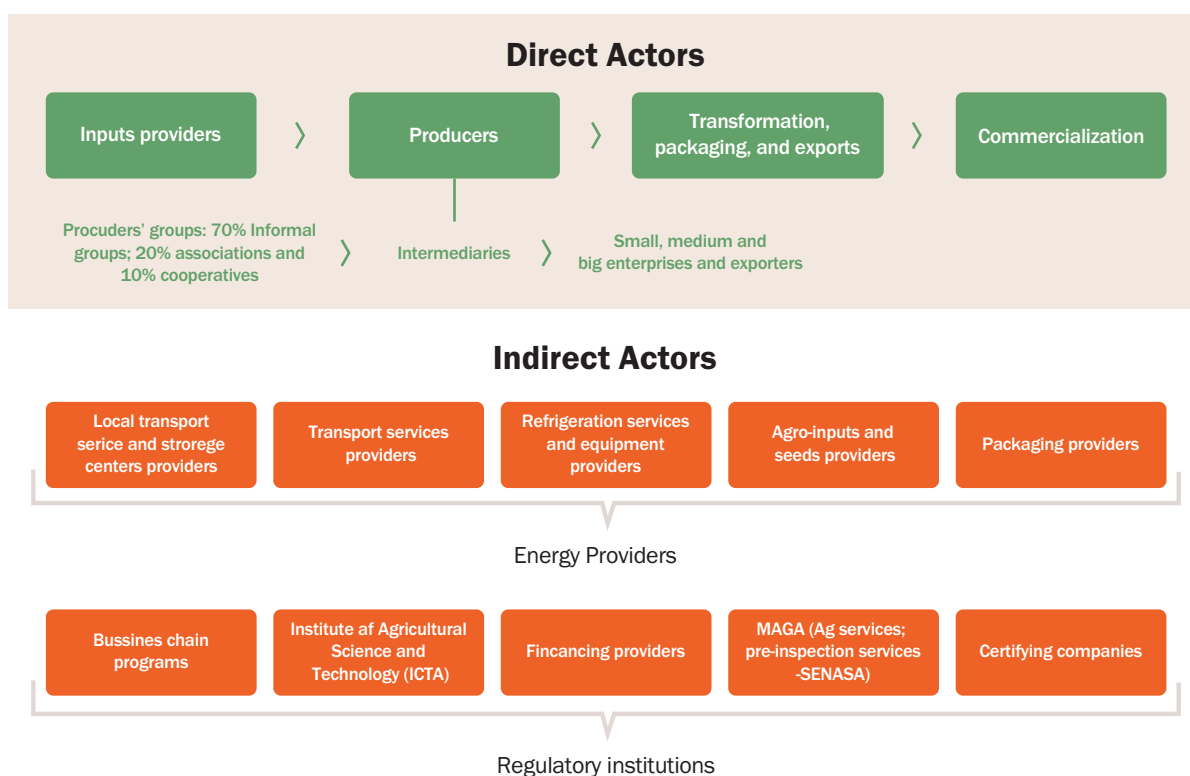 Direct Actors
Inputs providers
Producers
Transformation,
packaging, and exports
Commercialization
Procuders' groups: 70% Informal
groups; 20% associations and
10% cooperatives
Intermediaries
Small, medium and
big enterprises and exporters
Indirect Actors
Local transport
serice and strorege
centers providers
Transport services
providers
Refrigeration services
and equipment
providers
Agro-inputs and
seeds providers
Packaging providers
Energy Providers
Bussines chain
programs
Institute af Agricultural
Science and
Technology (ICTA)
Fincancing providers
MAGA (Ag services;
pre-inspection services
-SENASA)
Certifying companies
Regulatory institutions